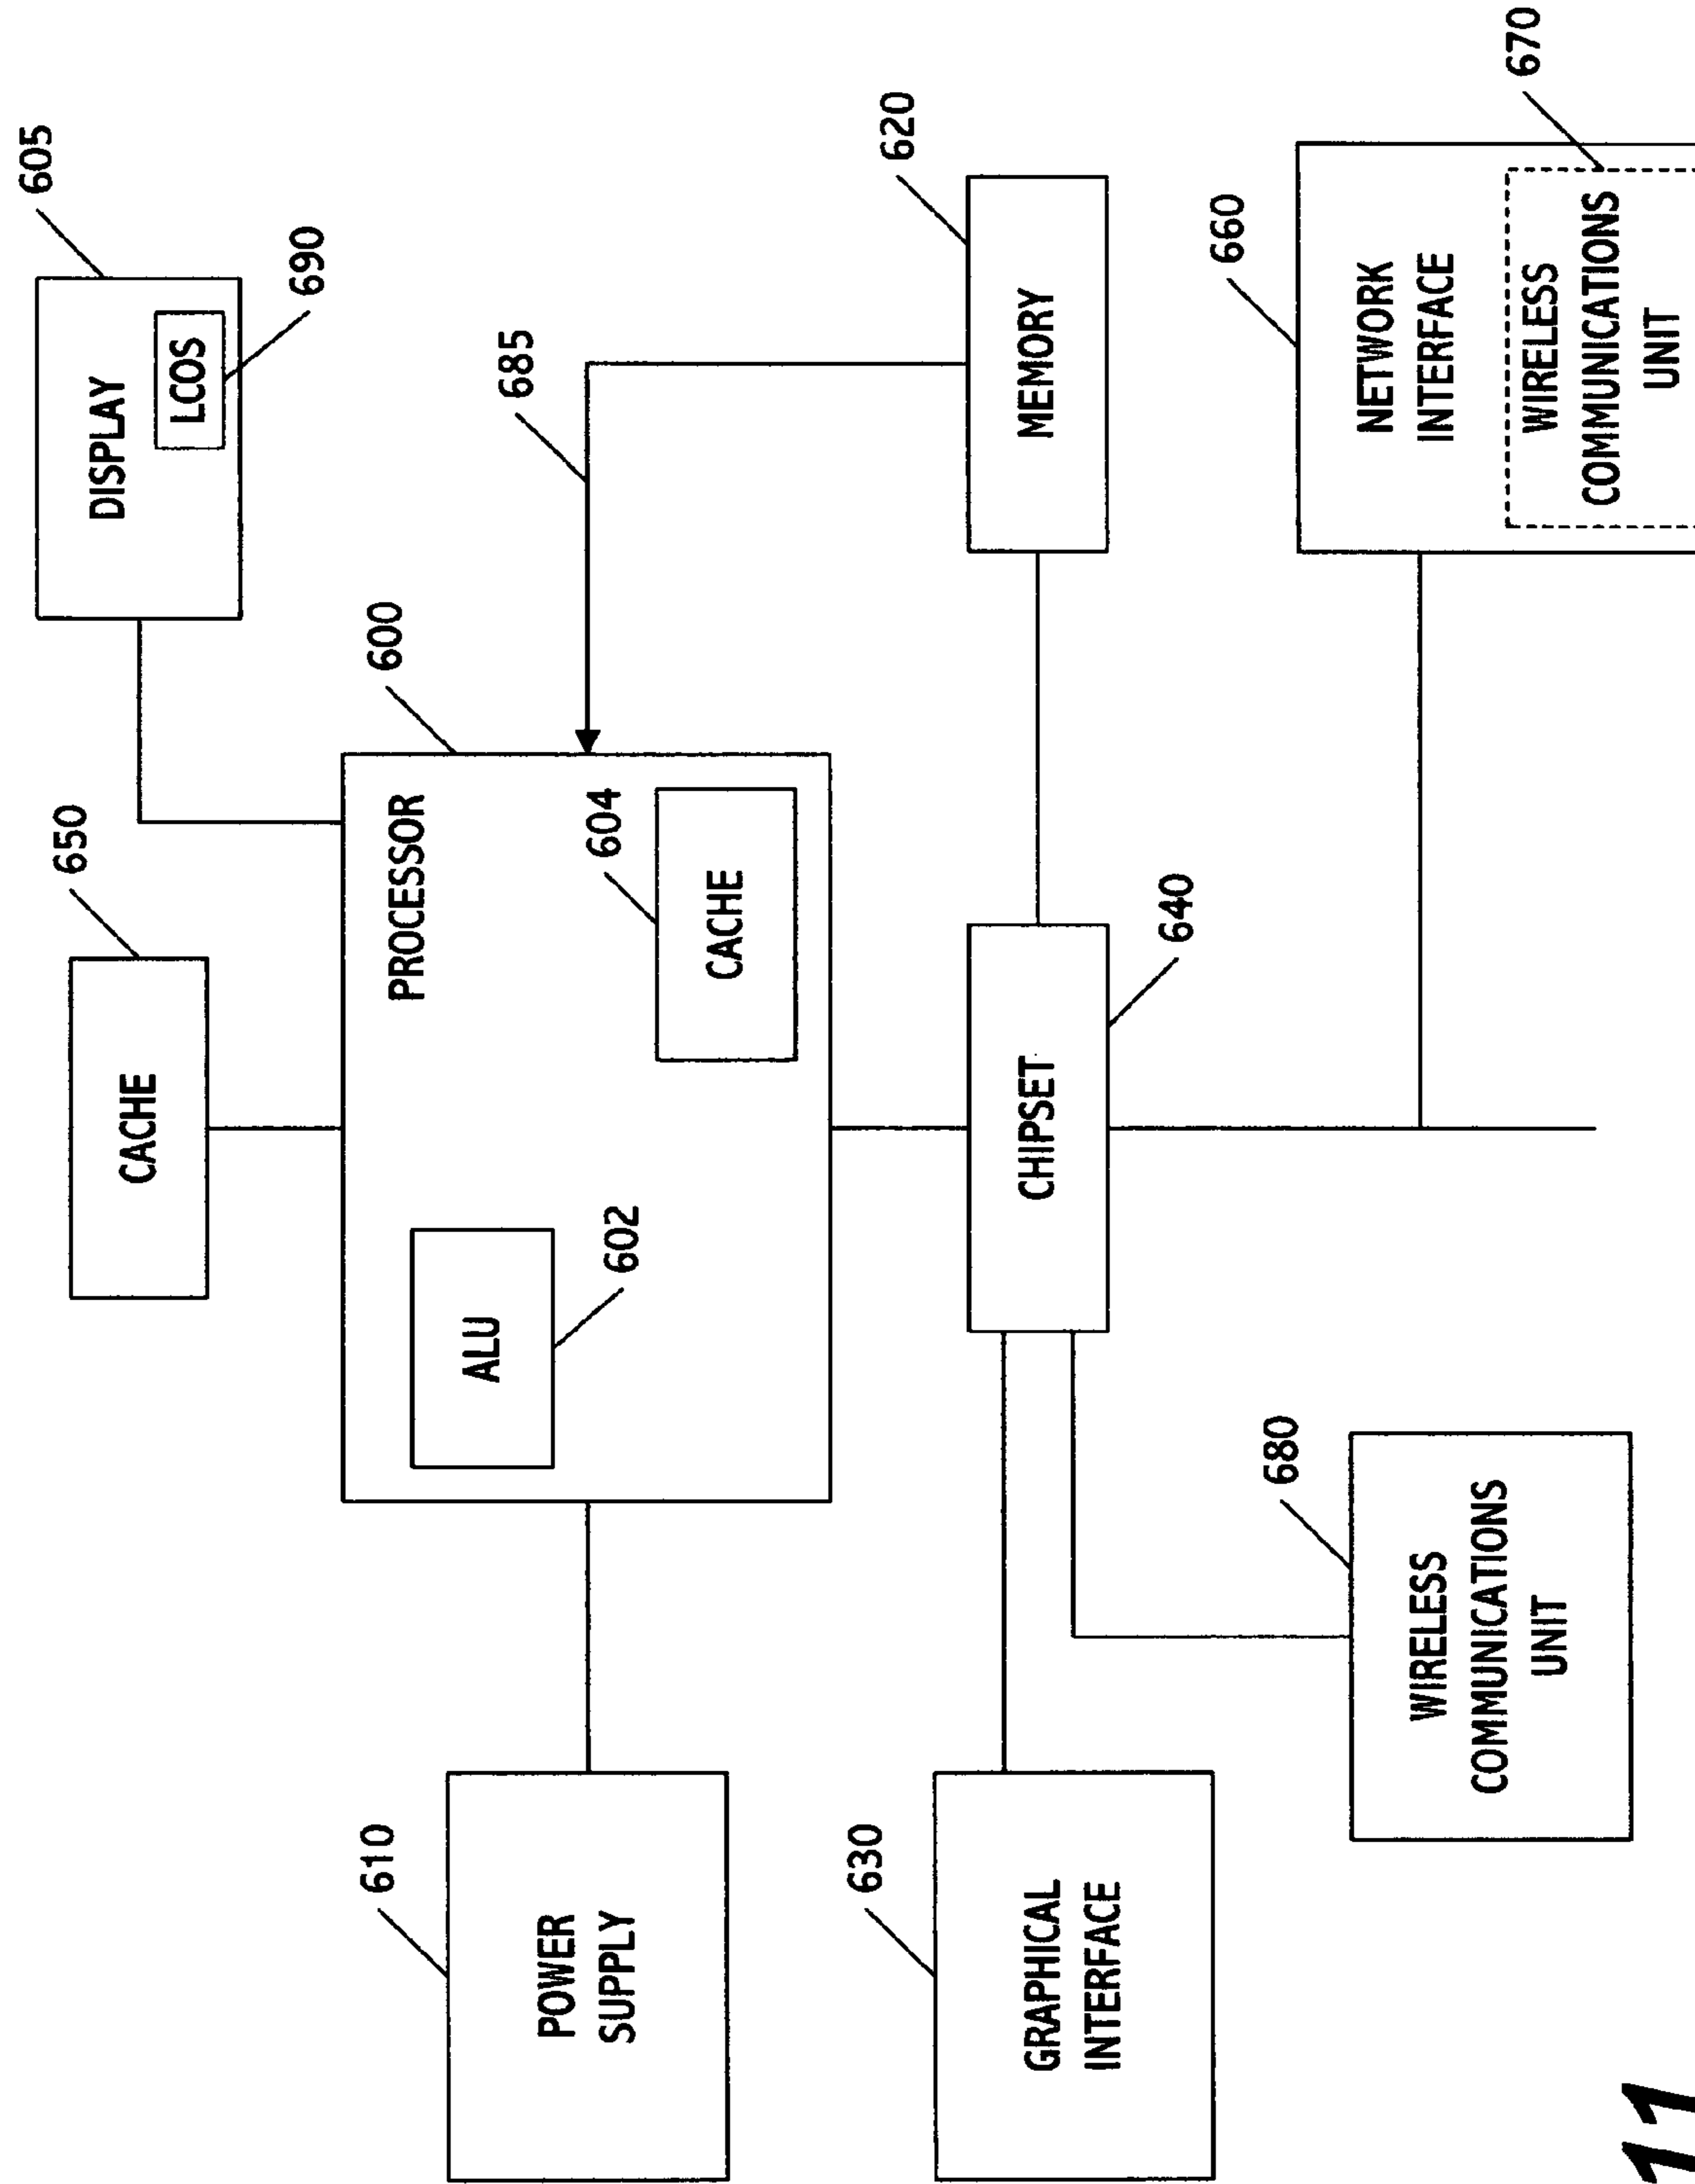 605
650
DISPLAY
CACHE
LCOS
690
610
600
PROCESSOR
ALU
685
POWER
SUPPLY
604
602
CACHE
630
620
GRAPHICAL
INTERFACE
CHIPSET
MEMORY
640
660
680
NETWORK
INTERFACE
WIRELESS
COMMUNICATIONS
UNIT
670
WIRELESS
COMMUNICATIONS
UNIT
11